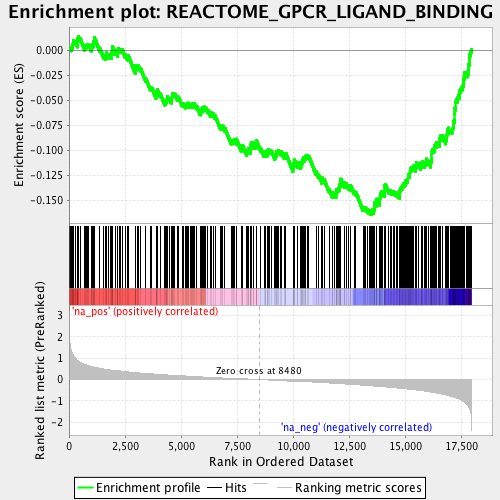 Enrichment plot: REACTOME_GPCR_LIGAND_BINDING
Enrichment score (ES)
0.000
-0.025
-0.050
-0.075
-0.100
-0.125
-0.150
'na_pos' (positively correlated)
Ranked list metric (PreRanked)
3
2
1
0
-1
-2
Zero cross at 8480
'na_neg' (negatively correlated)
0
2,500
5,000
7,500
10,000
12,500
15,000
17,500
Rank in Ordered Dataset
Enrichment profile
Hits
Ranking metric scores